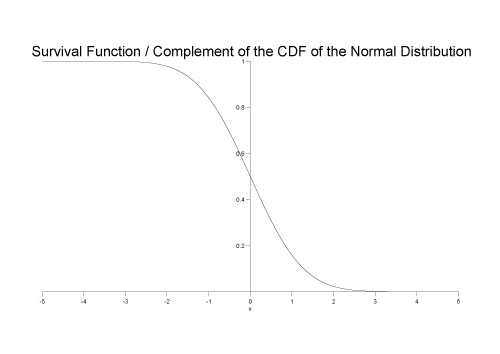 Survival Function / Complement of the CDF of the Normal Distribution
1
0.8
0.6
0.4
0.2
-5 -4 -3 -2 -1 0 1 2 3 4 5
x